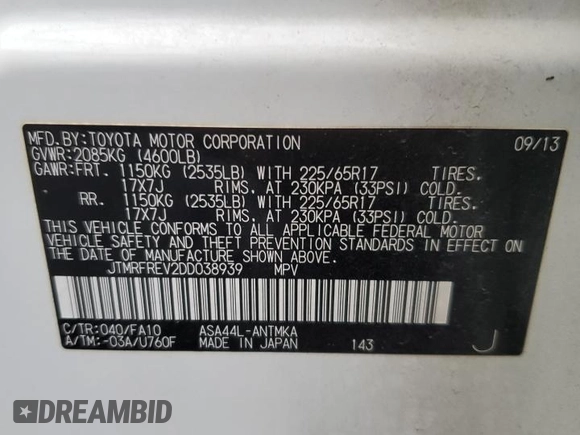 MFD.BY:TOYOTA MOTOR CORPORATION 09/13
GVWR:2085KG (4600LB)
GAWR:FRT. 1150KG (2535LB) WITH 225/65R17 TIRES.
17X7J RIMS. AT 230KPA (33PSI) COLD.
RR. 1150KG (2535LB) WITH 225/65R17 TIRES.
17X7J RIMS. AT 230KPA (33PSI) COLD.
THIS VEHICLE CONFORMS TO ALL APPLICABLE FEDERAL MOTOR
VEHICLE SAFETY AND THEFT PREVENTION STANDARDS IN EFFECT ON
THE DATE OF MANUFACTURE SHOWN ABOVE.
JTMRFREV2DD038939 MPV
C/TR:040/FA10 ASA44L-ANTMKA
A/TM:-03A/U760F MADE IN JAPAN 143 J
DREAMBID